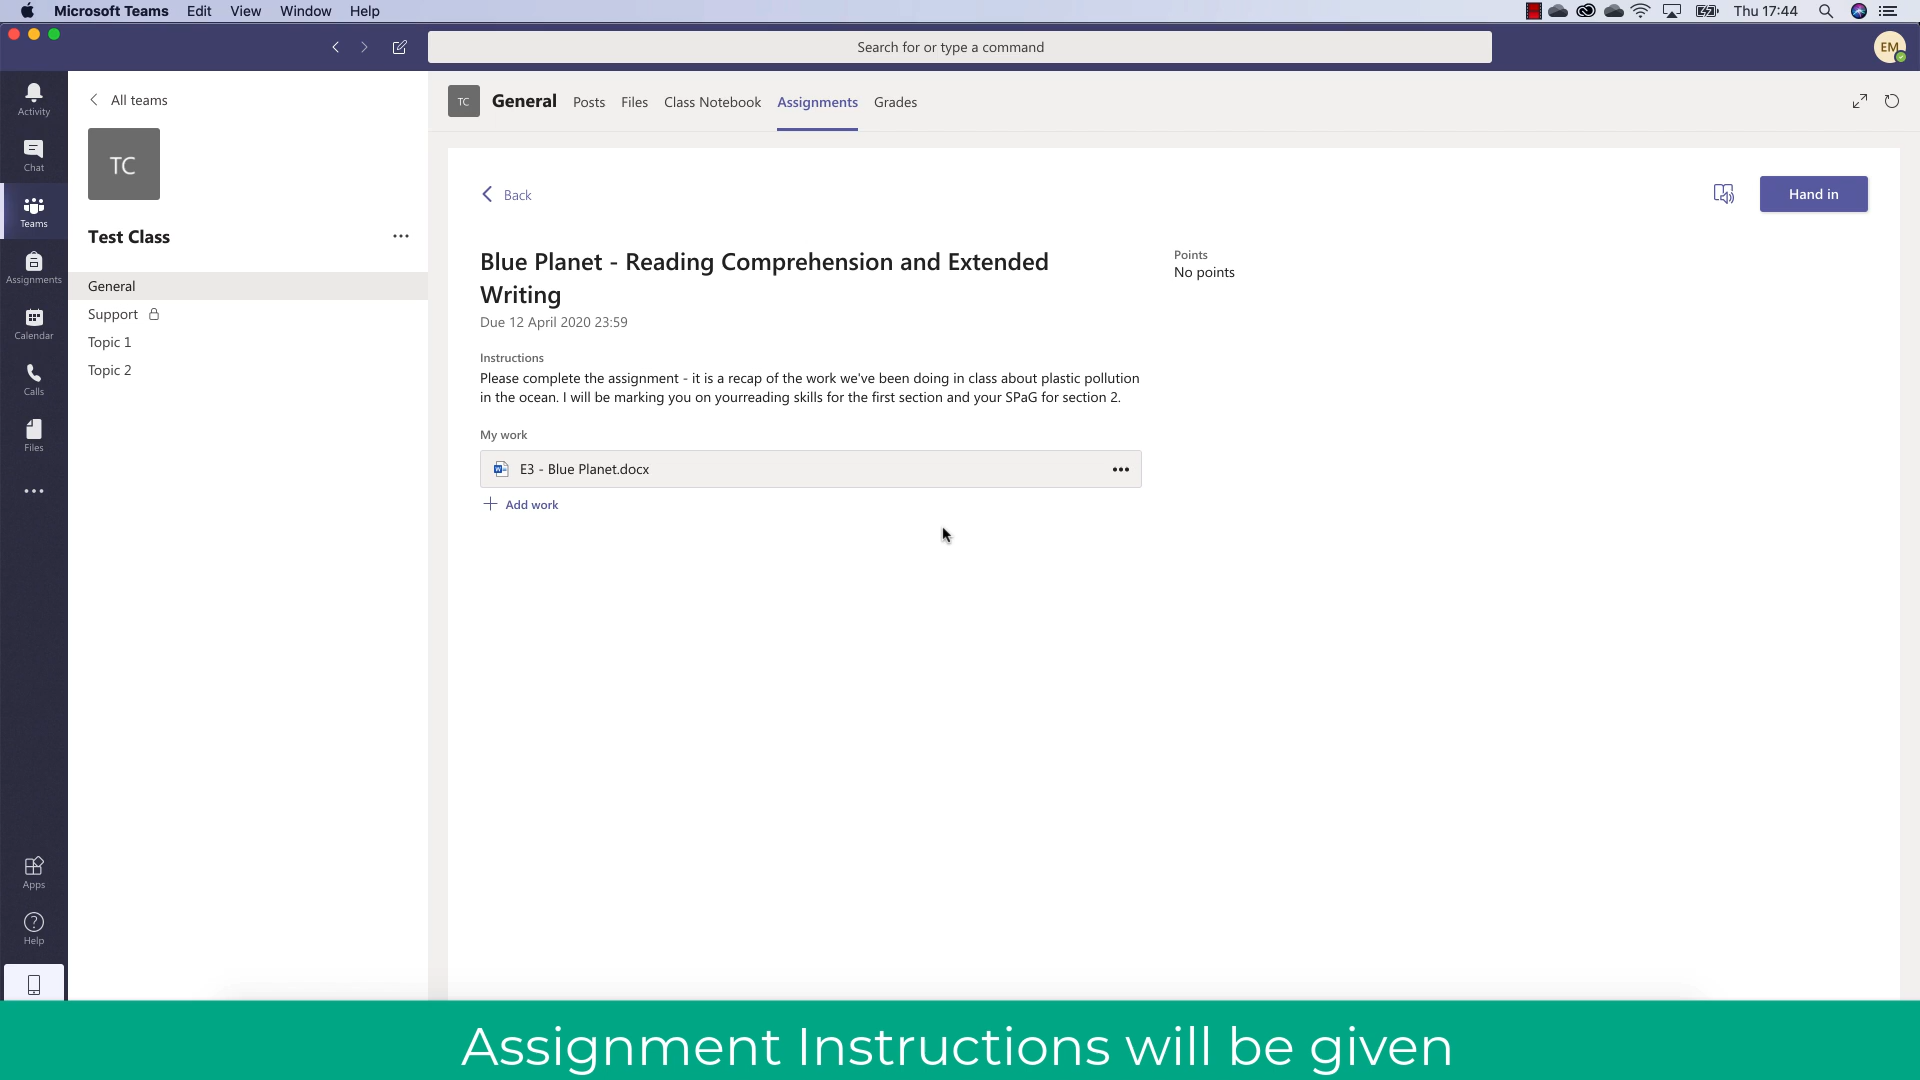 Microsoft Teams Edit View Window Help
Thu 17:44
Search for or type a command
EM
Activity
Chat
Teams
Assignments
Calendar
Calls
Files
Apps
Help
All teams
TC
Test Class
General
Support
Topic 1
Topic 2
TC General Posts Files Class Notebook Assignments Grades
Back
Hand in
Blue Planet - Reading Comprehension and Extended
Writing
Due 12 April 2020 23:59
Points
No points
Instructions
Please complete the assignment - it is a recap of the work we've been doing in class about plastic pollution
in the ocean. I will be marking you on yourreading skills for the first section and your SPaG for section 2.
My work
E3 - Blue Planet.docx
Add work
Assignment Instructions will be given